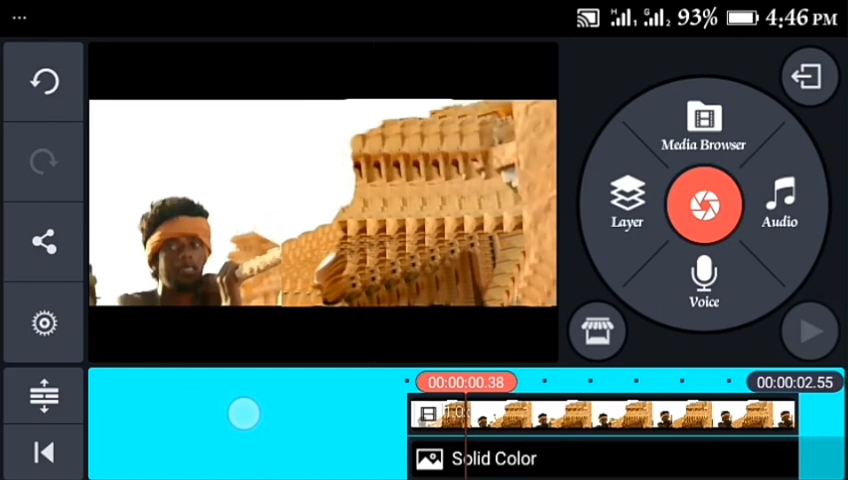 93% 4:46 PM
Media Browser
Layer
Audio
Voice
00:00:00.38
00:00:02.55
Solid Color